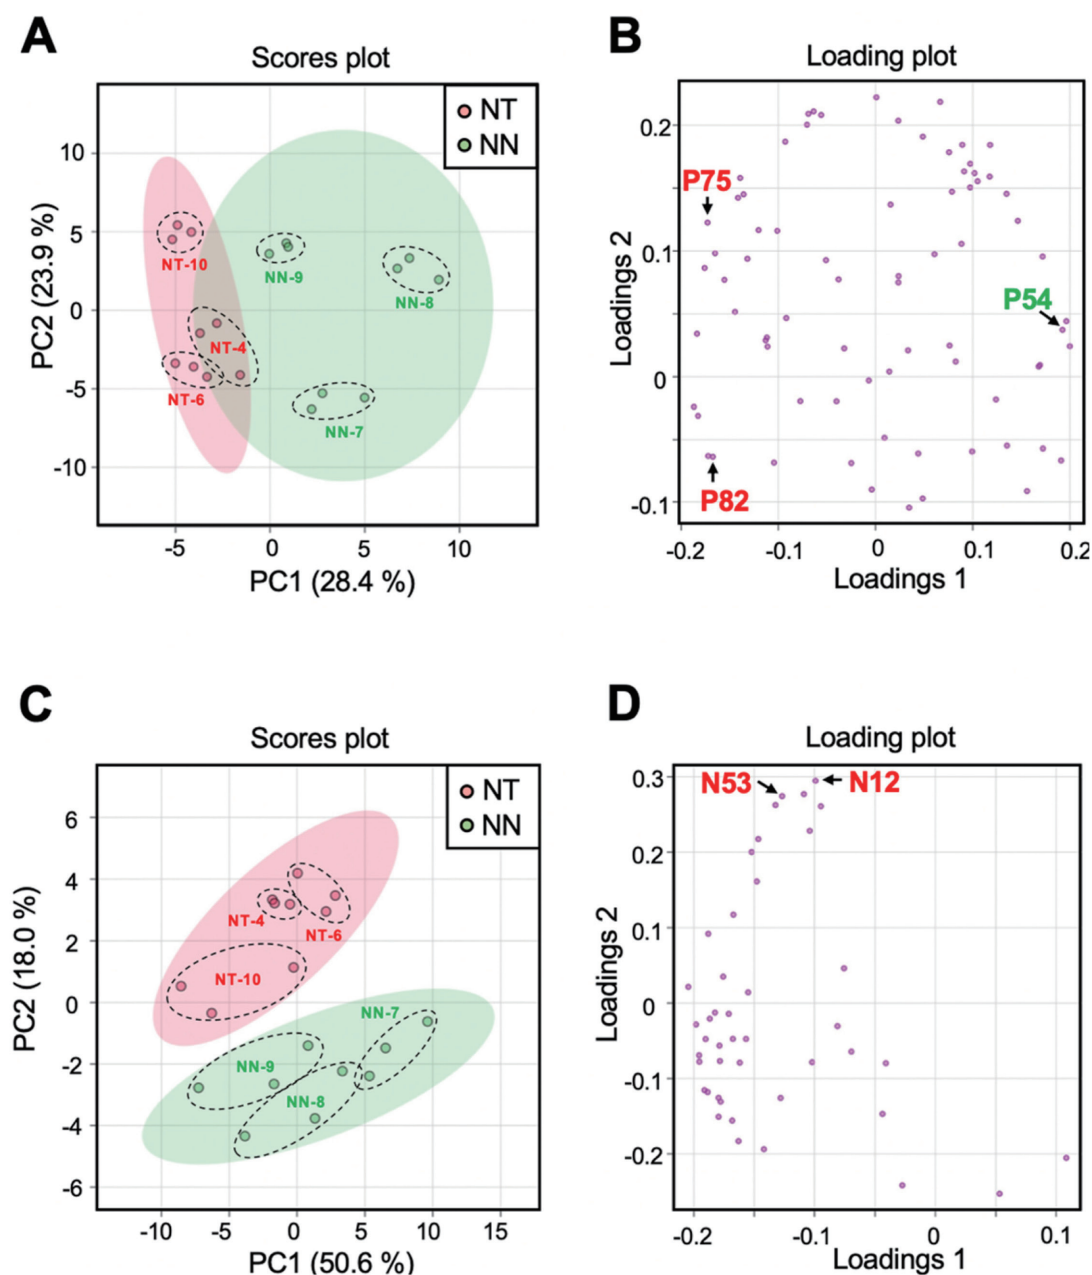 A
Scores plot
NT
NN
10
5
0
-5
-10
PC2 (23.9 %)
NT-10
NN-9
NN-8
NT-4
NT-6
NN-7
-5
0
5
10
PC1 (28.4 %)
B
Loading plot
0.2
0.1
0
-0.1
Loadings 2
P75
P54
P82
-0.2
-0.1
0
0.1
0.2
Loadings 1
C
Scores plot
NT
NN
6
4
2
0
-2
-4
-6
PC2 (18.0 %)
NT-4
NT-6
NT-10
NN-7
NN-9
NN-8
-10
-5
0
5
10
15
PC1 (50.6 %)
D
Loading plot
0.3
0.2
0.1
0
-0.1
-0.2
Loadings 2
N53
N12
-0.2
-0.1
0
0.1
Loadings 1